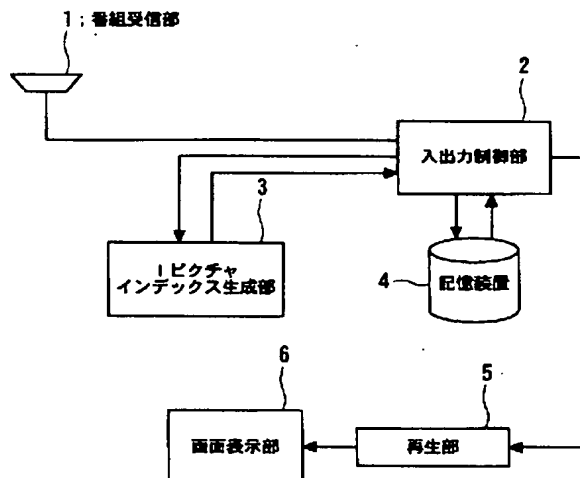 1；番組受信部
2
入出力制御部
3
Iピクチャ
インデックス生成部
4
記憶装置
6
5
画面表示部
再生部